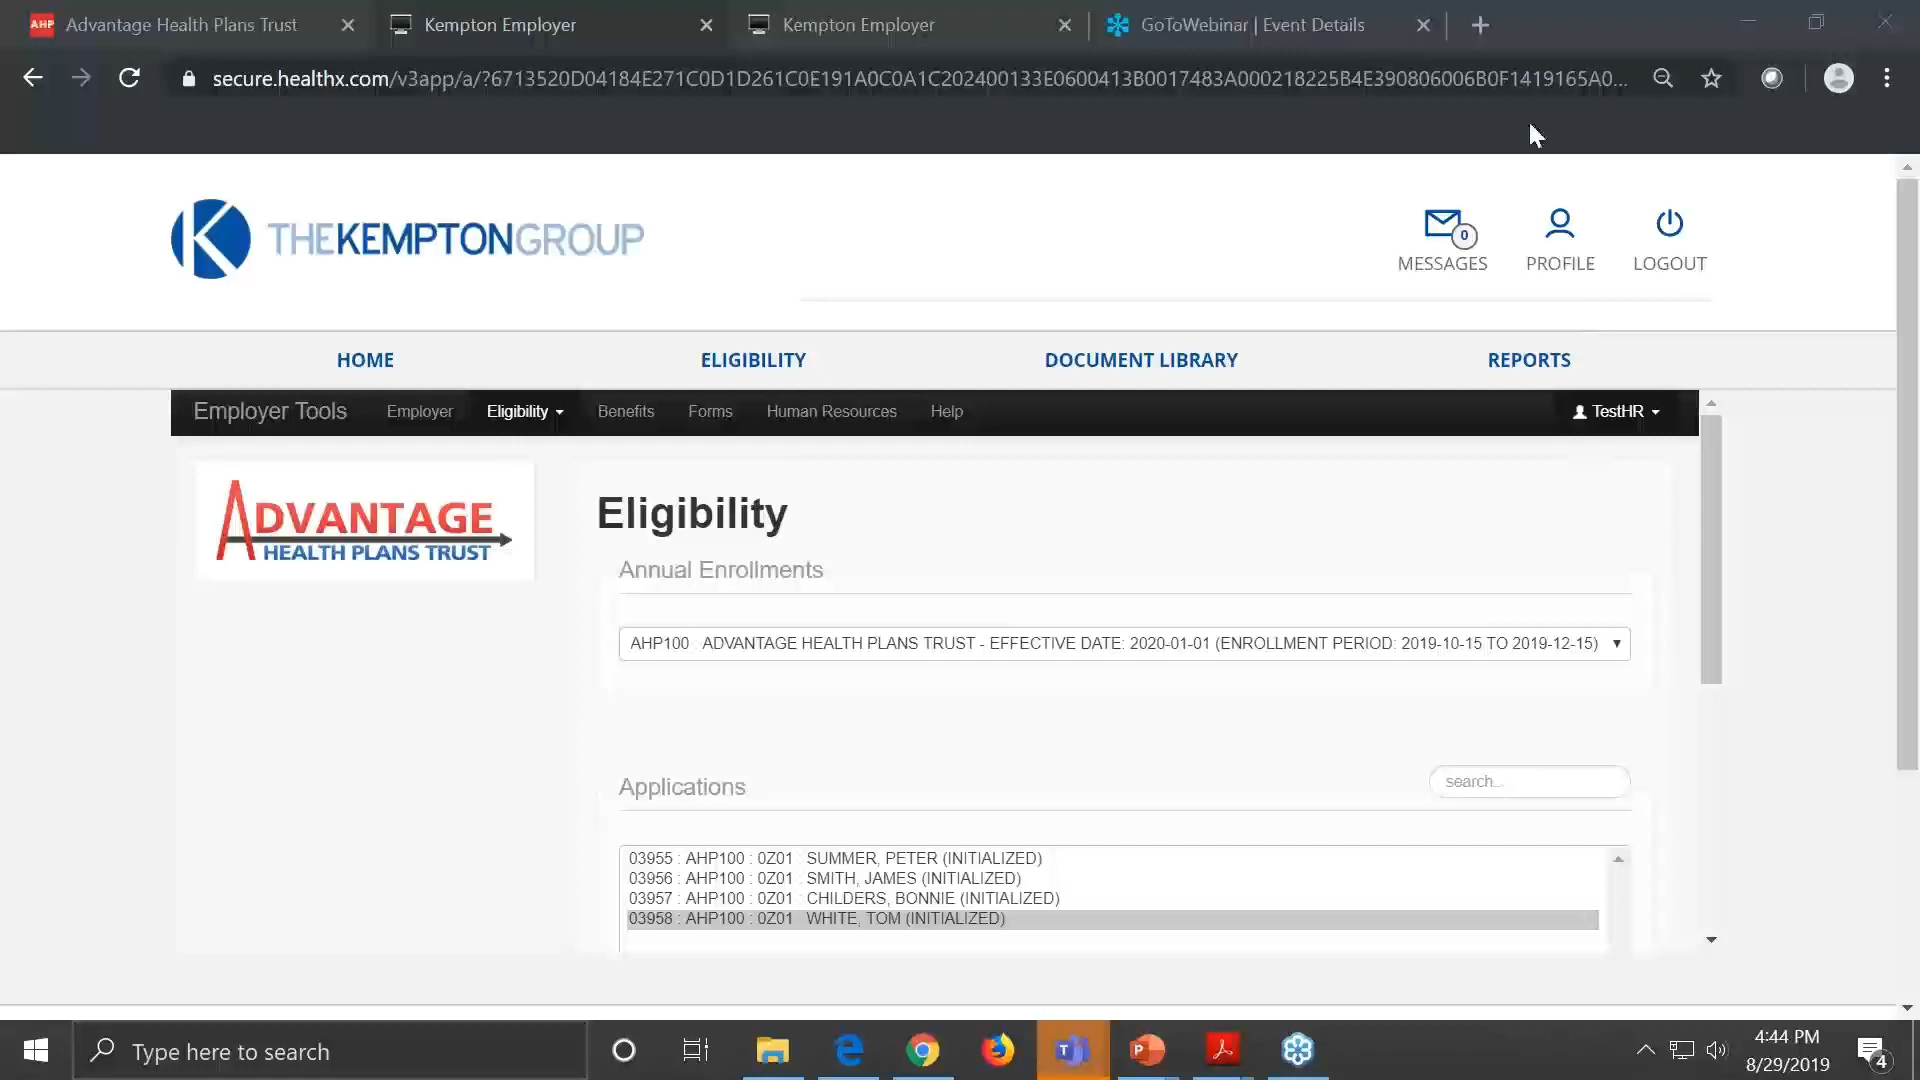 AHP Advantage Health Plans Trust
Kempton Employer
Kempton Employer
GoToWebinar | Event Details
secure.healthx.com/v3app/a/?6713520D04184E271C0D1D261C0E191A0C0A1C202400133E0600413B0017483A000218225B4E390806006B0F1419165A0...
THEKEMPTONGROUP
0
MESSAGES
PROFILE
LOGOUT
HOME
ELIGIBILITY
DOCUMENT LIBRARY
REPORTS
Employer Tools
Employer
Eligibility
Benefits
Forms
Human Resources
Help
TestHR
ADVANTAGE
HEALTH PLANS TRUST
Eligibility
Annual Enrollments
AHP100 : ADVANTAGE HEALTH PLANS TRUST - EFFECTIVE DATE: 2020-01-01 (ENROLLMENT PERIOD: 2019-10-15 TO 2019-12-15)
Applications
search...
03955 : AHP100 : 0Z01 : SUMMER, PETER (INITIALIZED)
03956 : AHP100 : 0Z01 : SMITH, JAMES (INITIALIZED)
03957 : AHP100 : 0Z01 : CHILDERS, BONNIE (INITIALIZED)
03958 : AHP100 : 0Z01 : WHITE, TOM (INITIALIZED)
Type here to search
4:44 PM
8/29/2019
4